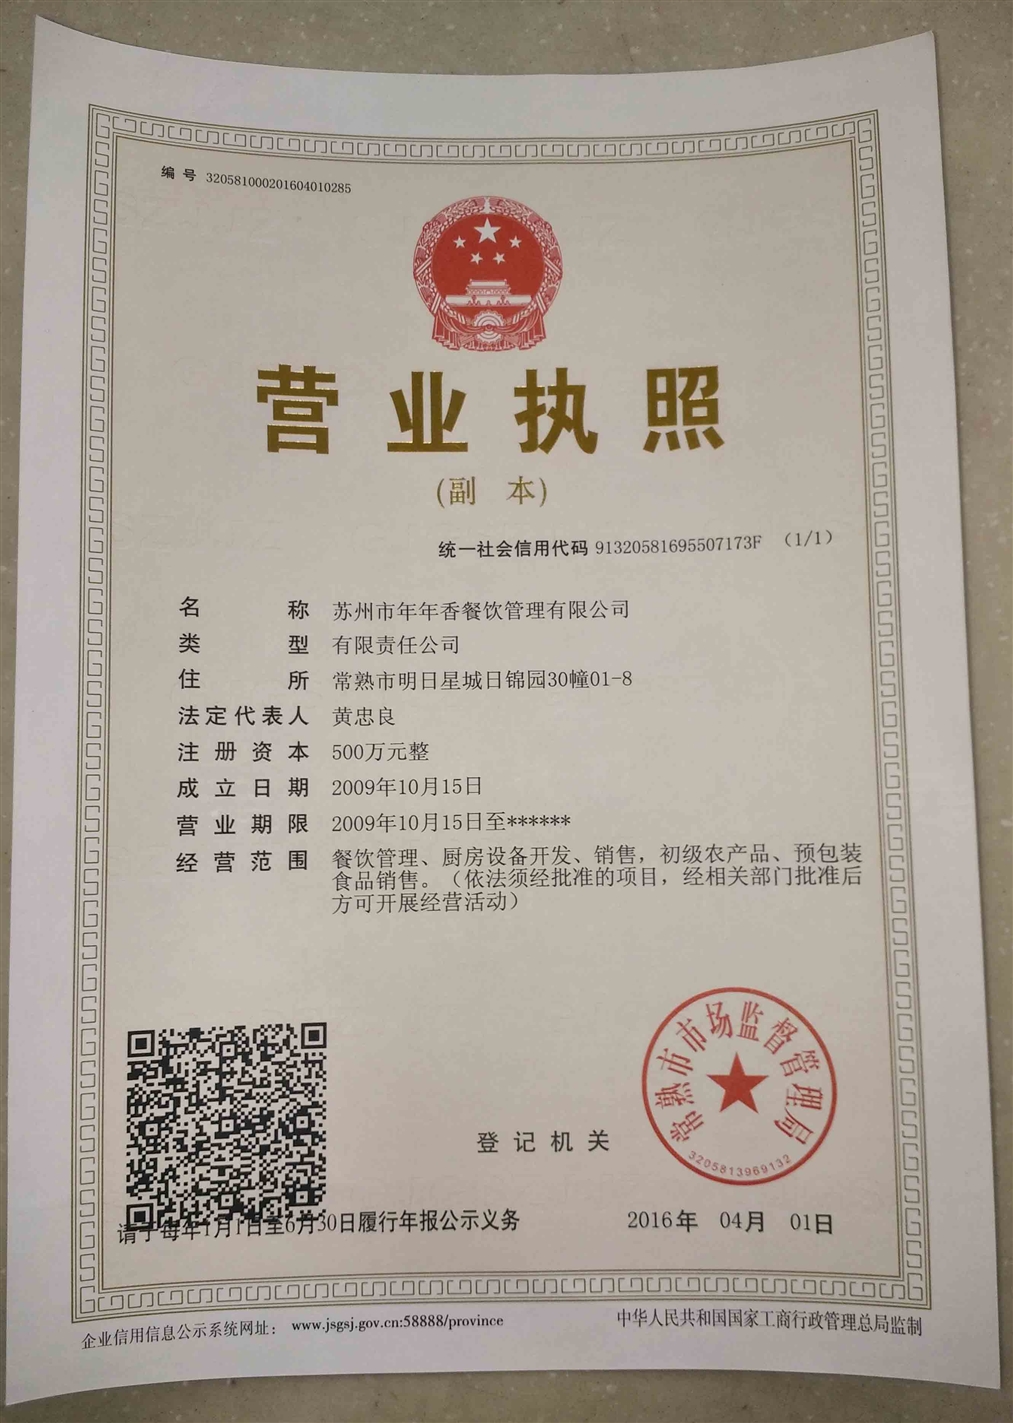 编 号 320581000201604010285
营业执照
(副 本)
统一社会信用代码 91320581695507173F （1/1）
名称 苏州市年年香餐饮管理有限公司
类型 有限责任公司
住所 常熟市明日星城日锦园30幢01-8
法定代表人 黄忠良
注册资本 500万元整
成立日期 2009年10月15日
营业期限 2009年10月15日至******
经营范围 餐饮管理、厨房设备开发、销售，初级农产品、预包装
食品销售。（依法须经批准的项目，经相关部门批准后
方可开展经营活动）
常熟市市场监督管理局
3205813969132
登记机关
请于每年1月1日至6月30日履行年报公示义务
2016年 04月 01日
企业信用信息公示系统网址： www.jsgsj.gov.cn:58888/province
中华人民共和国国家工商行政管理总局监制